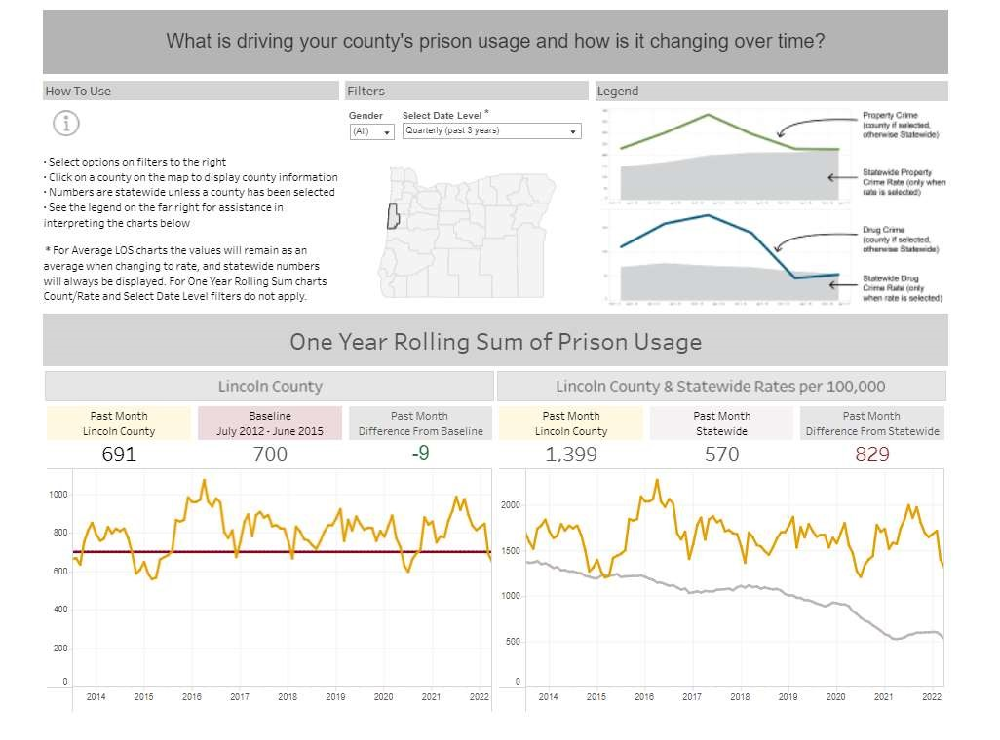 What is driving your county's prison usage and how is it changing over time?
How To Use
Filters
Legend
• Select options on filters to the right
• Click on a county on the map to display county information
• Numbers are statewide unless a county has been selected
• See the legend on the far right for assistance in
interpreting the charts below
* For Average LOS charts the values will remain as an
average when changing to rate, and statewide numbers
will always be displayed. For One Year Rolling Sum charts
Count/Rate and Select Date Level filters do not apply.
Gender
(All)
Select Date Level *
Quarterly (past 3 years)
Property Crime
(county if selected,
otherwise Statewide)
Statewide Property
Crime Rate (only when
rate is selected)
Drug Crime
(county if selected,
otherwise Statewide)
Statewide Drug
Crime Rate (only
when rate is selected)
One Year Rolling Sum of Prison Usage
Lincoln County
Lincoln County & Statewide Rates per 100,000
Past Month
Lincoln County
691
Baseline
July 2012 - June 2015
700
Past Month
Difference From Baseline
-9
Past Month
Lincoln County
1,399
Past Month
Statewide
570
Past Month
Difference From Statewide
829
1000
800
600
400
200
0
2014 2015 2016 2017 2018 2019 2020 2021 2022
2000
1500
1000
500
0
2014 2015 2016 2017 2018 2019 2020 2021 2022